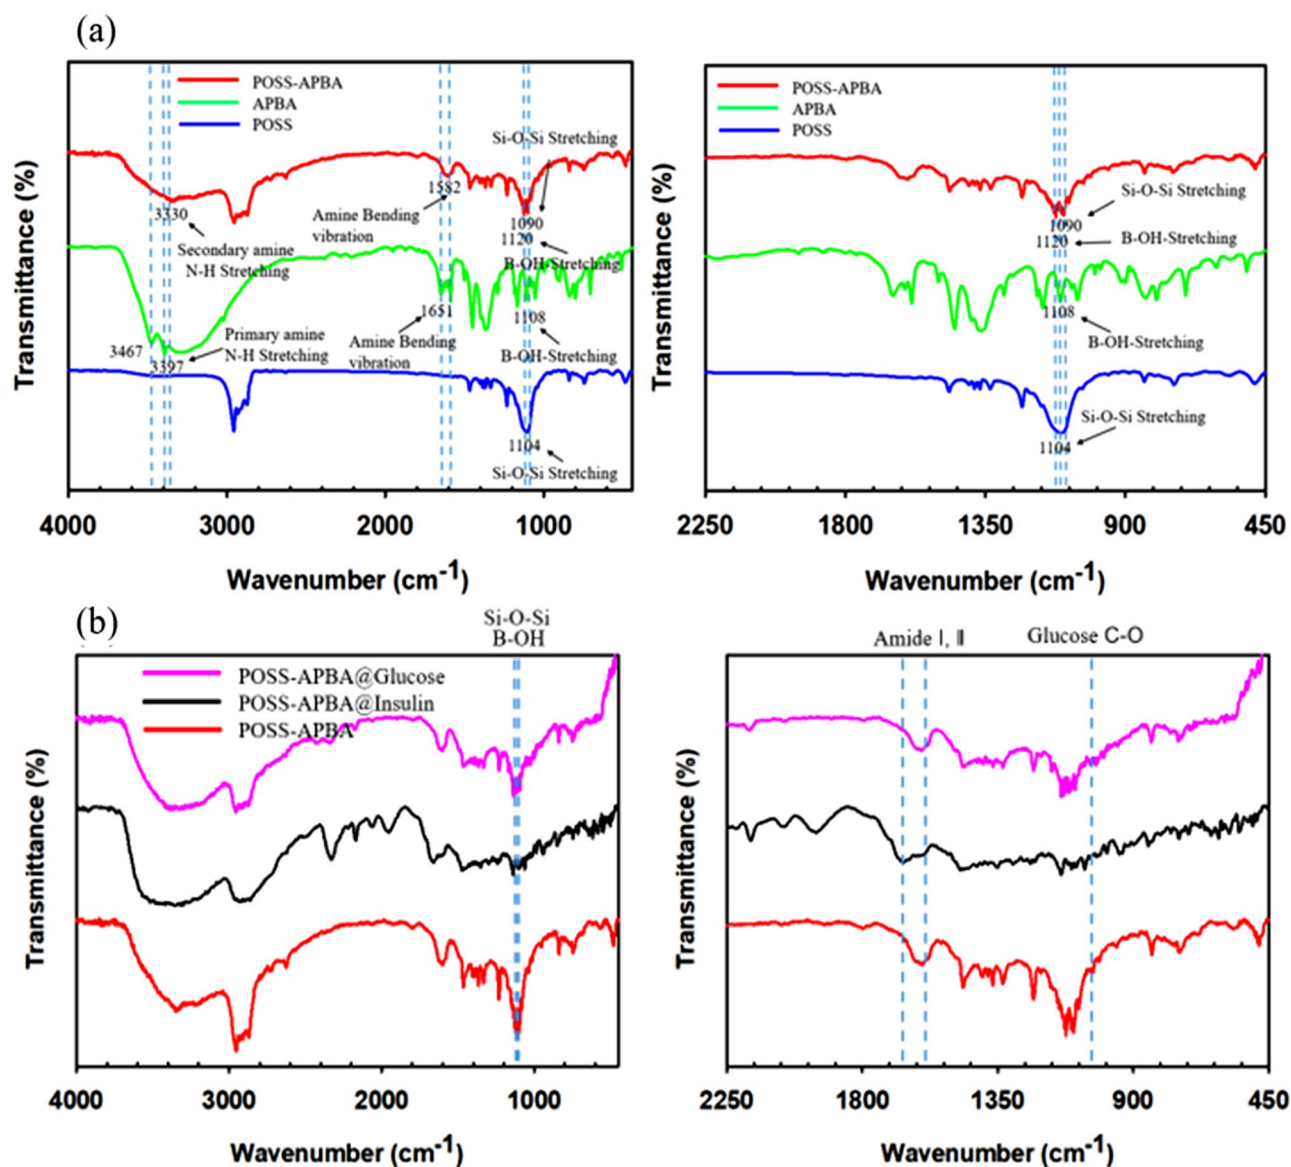 (a)
POSS-APBA
APBA
POSS
Si-O-Si Stretching
1582
Amine Bending
vibration
1090
1120
B-OH-Stretching
3330
Secondary amine
N-H Stretching
1651
1108
Amine Bending
vibration
B-OH-Stretching
3467
3397
Primary amine
N-H Stretching
1104
Si-O-Si Stretching
Transmittance (%)
4000
3000
2000
1000
Wavenumber (cm-1)
POSS-APBA
APBA
POSS
Si-O-Si Stretching
1090
1120
B-OH-Stretching
1108
B-OH-Stretching
Si-O-Si Stretching
1104
Transmittance (%)
2250
1800
1350
900
450
Wavenumber (cm-1)
(b)
Si-O-Si
B-OH
POSS-APBA@Glucose
POSS-APBA@Insulin
POSS-APBA
Transmittance (%)
4000
3000
2000
1000
Wavenumber (cm-1)
Amide I, II
Glucose C-O
Transmittance (%)
2250
1800
1350
900
450
Wavenumber (cm-1)